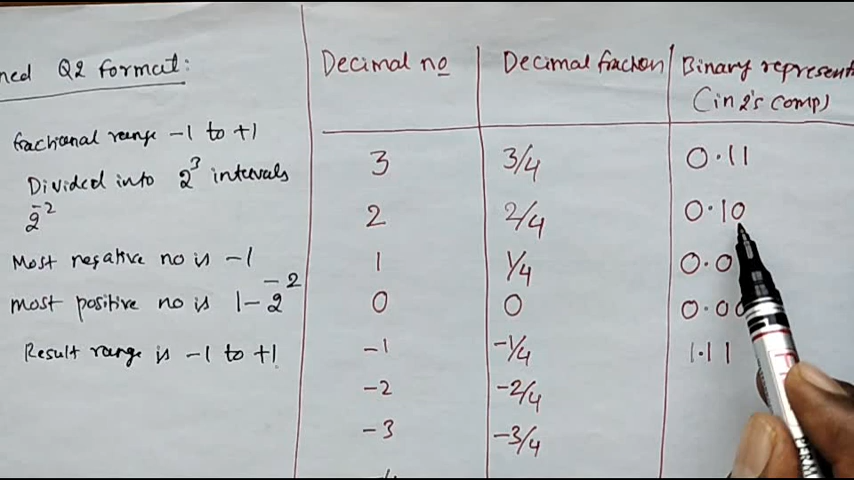 ned Q2 format:
fractional range -1 to +1
Divided into 2³ intervals
2⁻²
Most negative no is -1
most positive no is 1-2⁻²
Result range is -1 to +1
Decimal no Decimal fraction Binary represent
(in 2's comp)
3 3/4 0.11
2 2/4 0.10
1 1/4 0.0
0 0 0.00
-1 -1/4 1.11
-2 -2/4
-3 -3/4